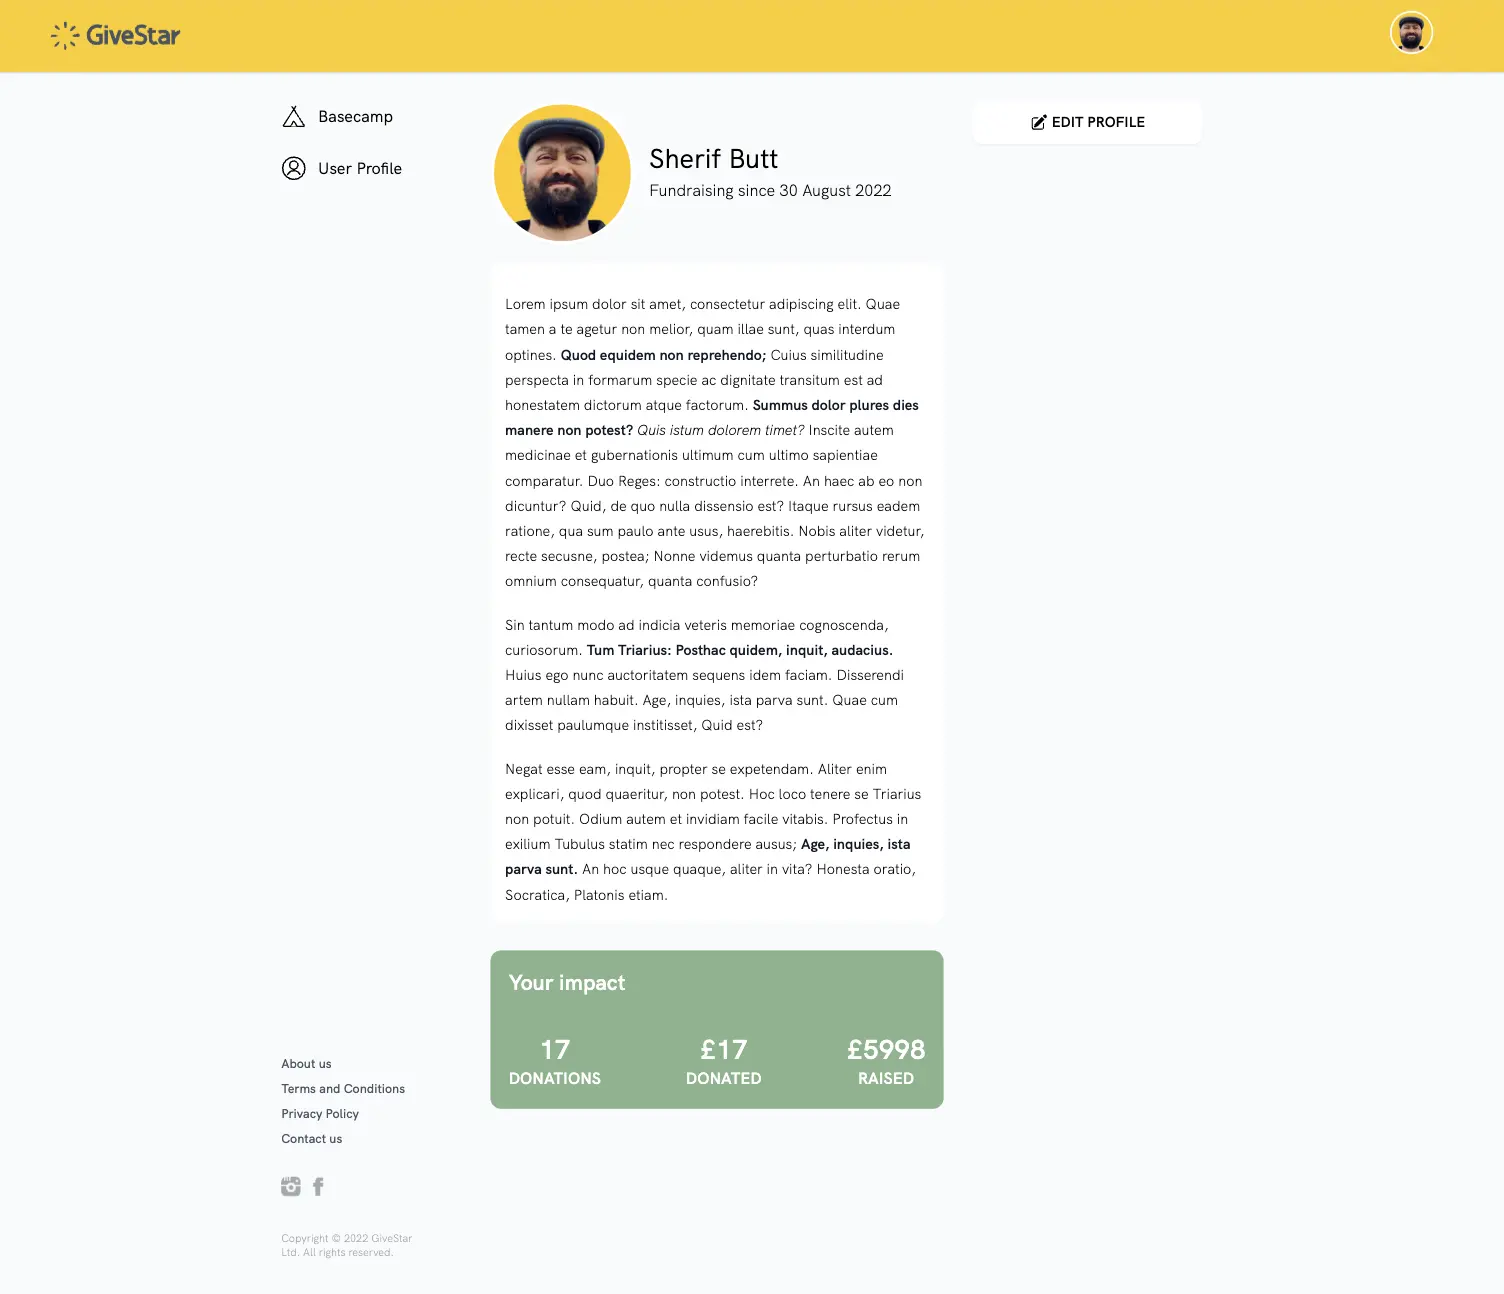 GiveStar
Basecamp
User Profile
Sherif Butt
Fundraising since 30 August 2022
EDIT PROFILE
Lorem ipsum dolor sit amet, consectetur adipiscing elit. Quae
tamen a te agetur non melior, quam illae sunt, quas interdum
optines. Quod equidem non reprehendo; Cuius similitudine
perspecta in formarum specie ac dignitate transitum est ad
honestatem dictorum atque factorum. Summus dolor plures dies
manere non potest? Quis istum dolorem timet? Inscite autem
medicinae et gubernationis ultimum cum ultimo sapientiae
comparatur. Duo Reges: constructio interrete. An haec ab eo non
dicuntur? Quid, de quo nulla dissensio est? Itaque rursus eadem
ratione, qua sum paulo ante usus, haerebitis. Nobis aliter videtur,
recte secusne, postea; Nonne videmus quanta perturbatio rerum
omnium consequatur, quanta confusio?
Sin tantum modo ad indicia veteris memoriae cognoscenda,
curiosorum. Tum Triarius: Posthac quidem, inquit, audacius.
Huius ego nunc auctoritatem sequens idem faciam. Disserendi
artem nullam habuit. Age, inquies, ista parva sunt. Quae cum
dixisset paulumque institisset, Quid est?
Negat esse eam, inquit, propter se expetendam. Aliter enim
explicari, quod quaeritur, non potest. Hoc loco tenere se Triarius
non potuit. Odium autem et invidiam facile vitabis. Profectus in
exilium Tubulus statim nec respondere ausus; Age, inquies, ista
parva sunt. An hoc usque quaque, aliter in vita? Honesta oratio,
Socratica, Platonis etiam.
Your impact
17
DONATIONS
£17
DONATED
£5998
RAISED
About us
Terms and Conditions
Privacy Policy
Contact us
Copyright © 2022 GiveStar
Ltd. All rights reserved.